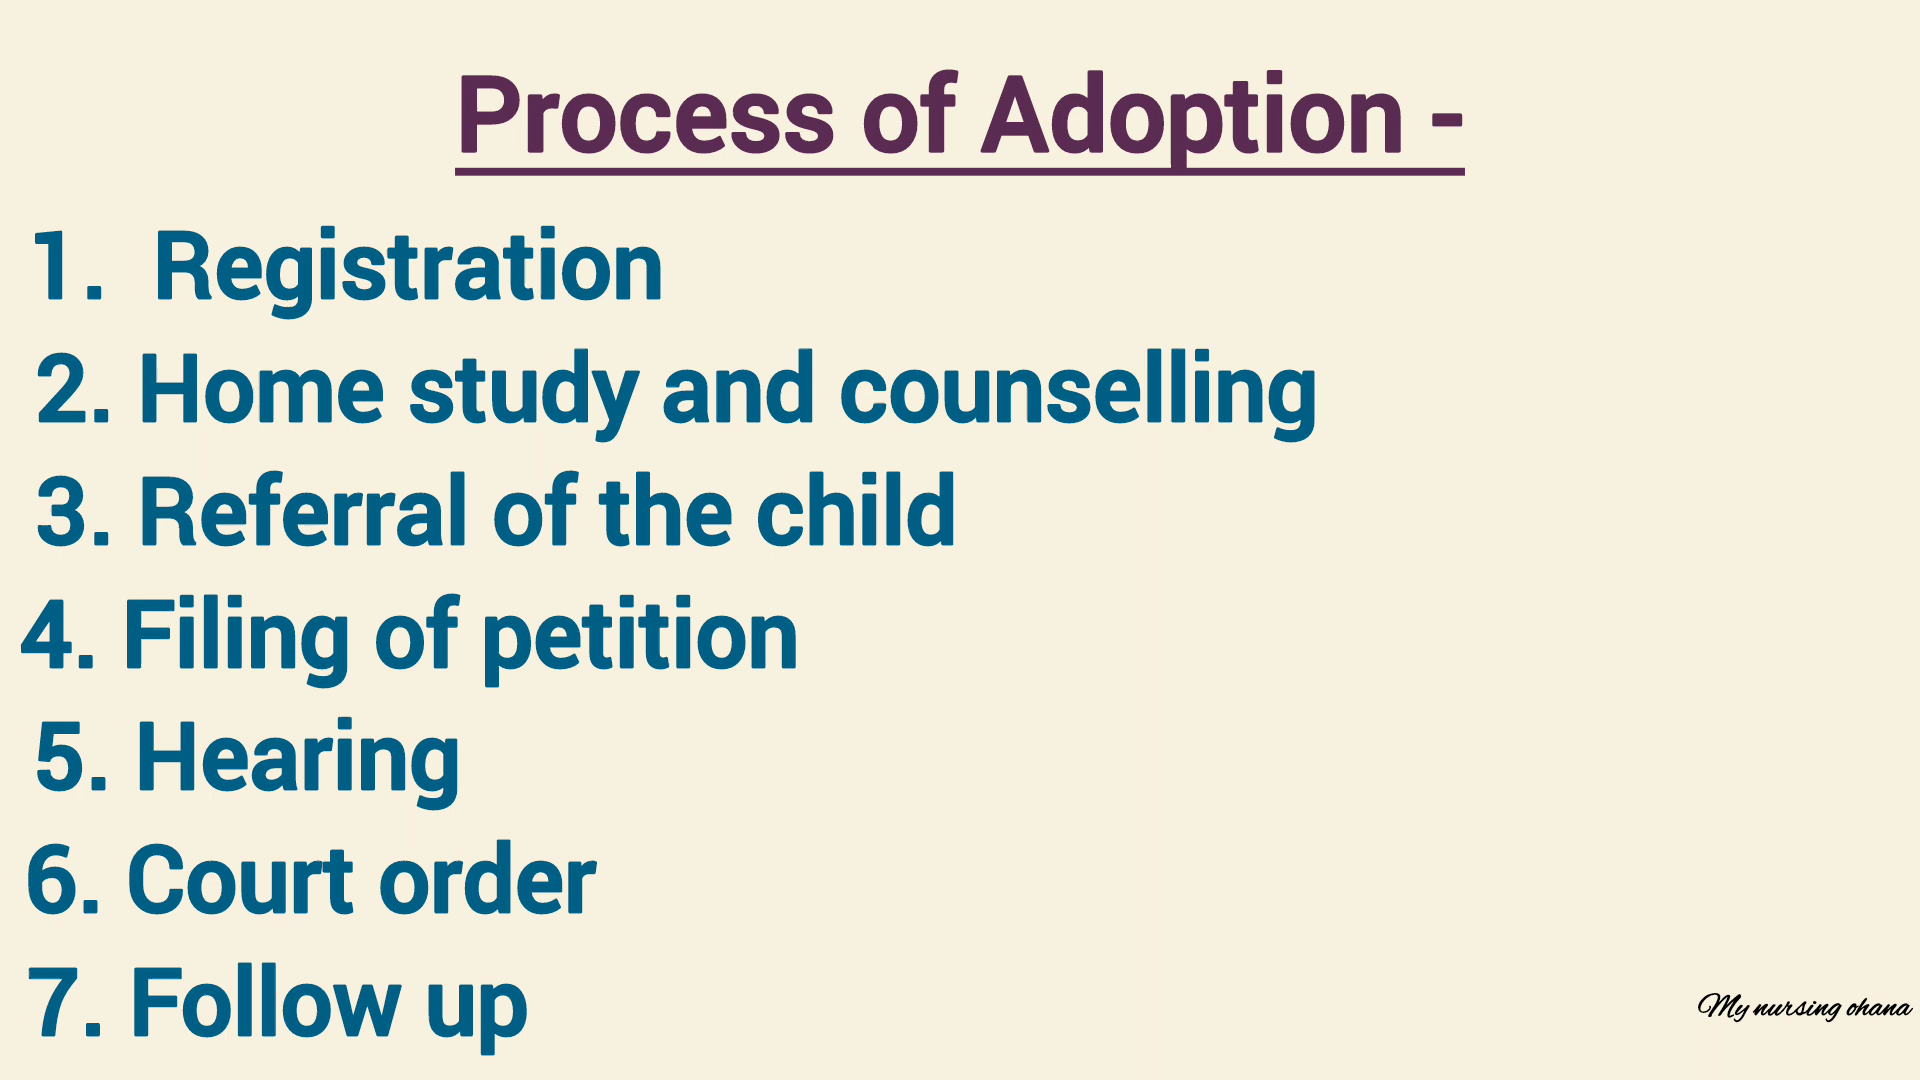 Process of Adoption -
1. Registration
2. Home study and counselling
3. Referral of the child
4. Filing of petition
5. Hearing
6. Court order
7. Follow up
My nursing ohana